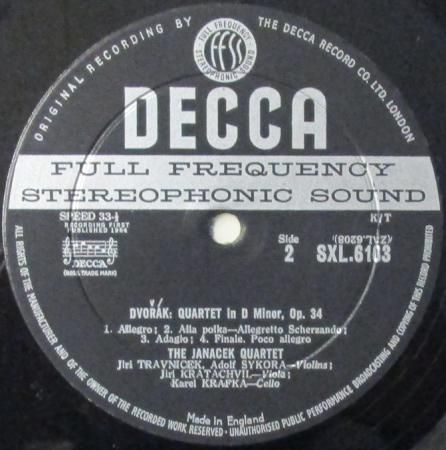 ORIGINAL RECORDING BY THE DECCA RECORD CO. LTD. LONDON
FULL FREQUENCY
FFSS
STEREOPHONIC SOUND
DECCA
FULL FREQUENCY
STEREOPHONIC SOUND
SPEED 33⅓
RECORDING FIRST
PUBLISHED 1964
K/T
DECCA
(REG. TRADE MARK)
Side
2
(ZAL.6208)
SXL.6103
DVOŘÁK: QUARTET in D Minor, Op. 34
1. Allegro; 2. Alla polka—Allegretto Scherzando;
3. Adagio; 4. Finale. Poco allegro
THE JANACEK QUARTET
Jiri TRAVNICEK, Adolf SYKORA—Violins;
Jiri KRATACHVIL—Viola;
Karel KRAFKA—Cello
Made in England
ALL RIGHTS OF THE MANUFACTURER AND OF THE OWNER OF THE RECORDED WORK RESERVED · UNAUTHORISED PUBLIC PERFORMANCE BROADCASTING AND COPYING OF THIS RECORD PROHIBITED